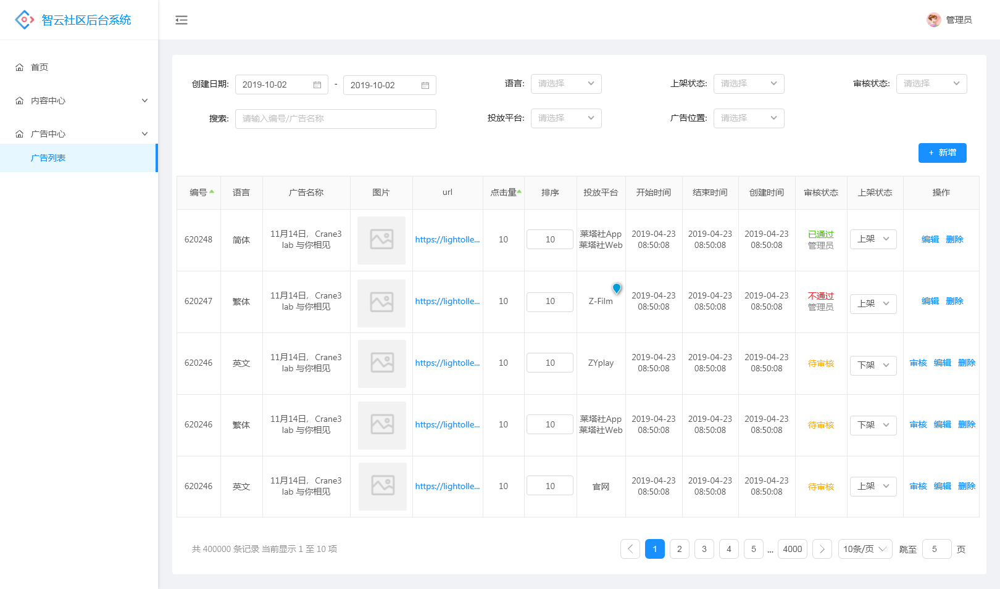 智云社区后台系统
管理员
首页
内容中心
广告中心
广告列表
创建日期: 2019-10-02 - 2019-10-02 语言: 请选择 上架状态: 请选择 审核状态: 请选择
搜索: 请输入编号/广告名称 投放平台: 请选择 广告位置: 请选择
+ 新增
编号 语言 广告名称 图片 url 点击量 排序 投放平台 开始时间 结束时间 创建时间 审核状态 上架状态 操作
620248 简体 11月14日，Crane3 lab 与你相见 https://lightolle... 10 10 莱塔社App 莱塔社Web 2019-04-23 08:50:08 2019-04-23 08:50:08 2019-04-23 08:50:08 已通过 管理员 上架 编辑 删除
620247 繁体 11月14日，Crane3 lab 与你相见 https://lightolle... 10 10 Z-Film 2019-04-23 08:50:08 2019-04-23 08:50:08 2019-04-23 08:50:08 不通过 管理员 上架 编辑 删除
620246 英文 11月14日，Crane3 lab 与你相见 https://lightolle... 10 10 ZYplay 2019-04-23 08:50:08 2019-04-23 08:50:08 2019-04-23 08:50:08 待审核 下架 审核 编辑 删除
620246 繁体 11月14日，Crane3 lab 与你相见 https://lightolle... 10 10 莱塔社App 莱塔社Web 2019-04-23 08:50:08 2019-04-23 08:50:08 2019-04-23 08:50:08 待审核 下架 审核 编辑 删除
620246 英文 11月14日，Crane3 lab 与你相见 https://lightolle... 10 10 官网 2019-04-23 08:50:08 2019-04-23 08:50:08 2019-04-23 08:50:08 待审核 上架 审核 编辑 删除
共 400000 条记录 当前显示 1 至 10 项 1 2 3 4 5 ... 4000 10条/页 跳至 5 页